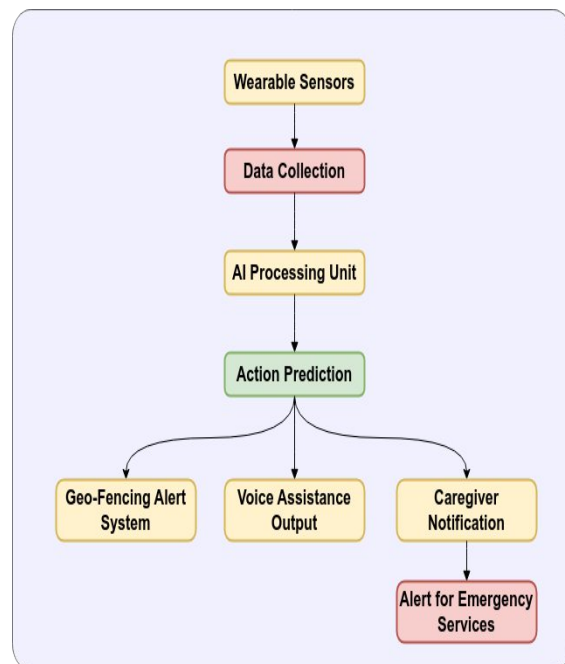 Wearable Sensors
Data Collection
AI Processing Unit
Action Prediction
Geo-Fencing Alert
System
Voice Assistance
Output
Caregiver
Notification
Alert for Emergency
Services